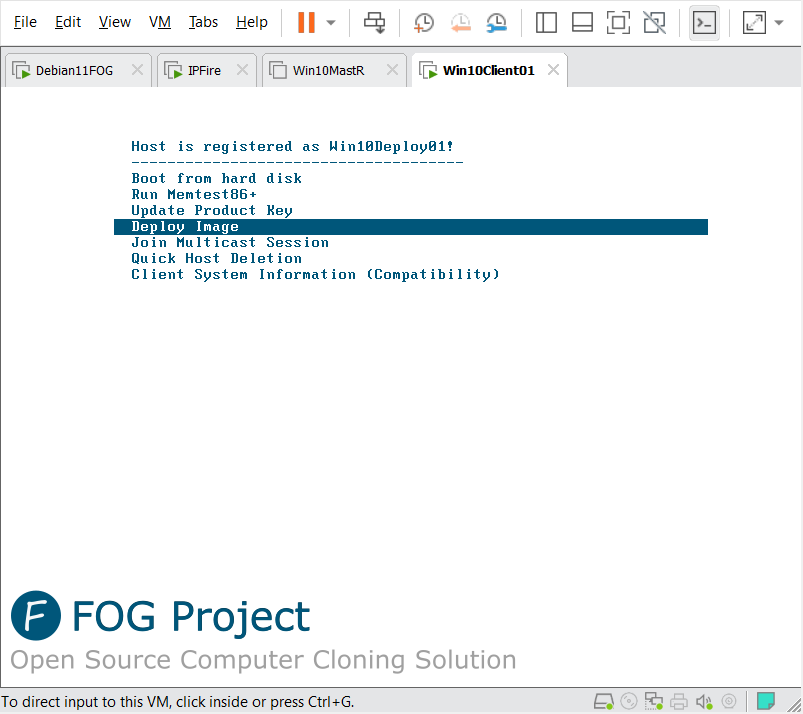 File Edit View VM Tabs Help
Debian11FOG IPFire Win10MastR Win10Client01
Host is registered as Win10Deploy01!
-------------------------------------
Boot from hard disk
Run Memtest86+
Update Product Key
Deploy Image
Join Multicast Session
Quick Host Deletion
Client System Information (Compatibility)
F FOG Project
Open Source Computer Cloning Solution
To direct input to this VM, click inside or press Ctrl+G.